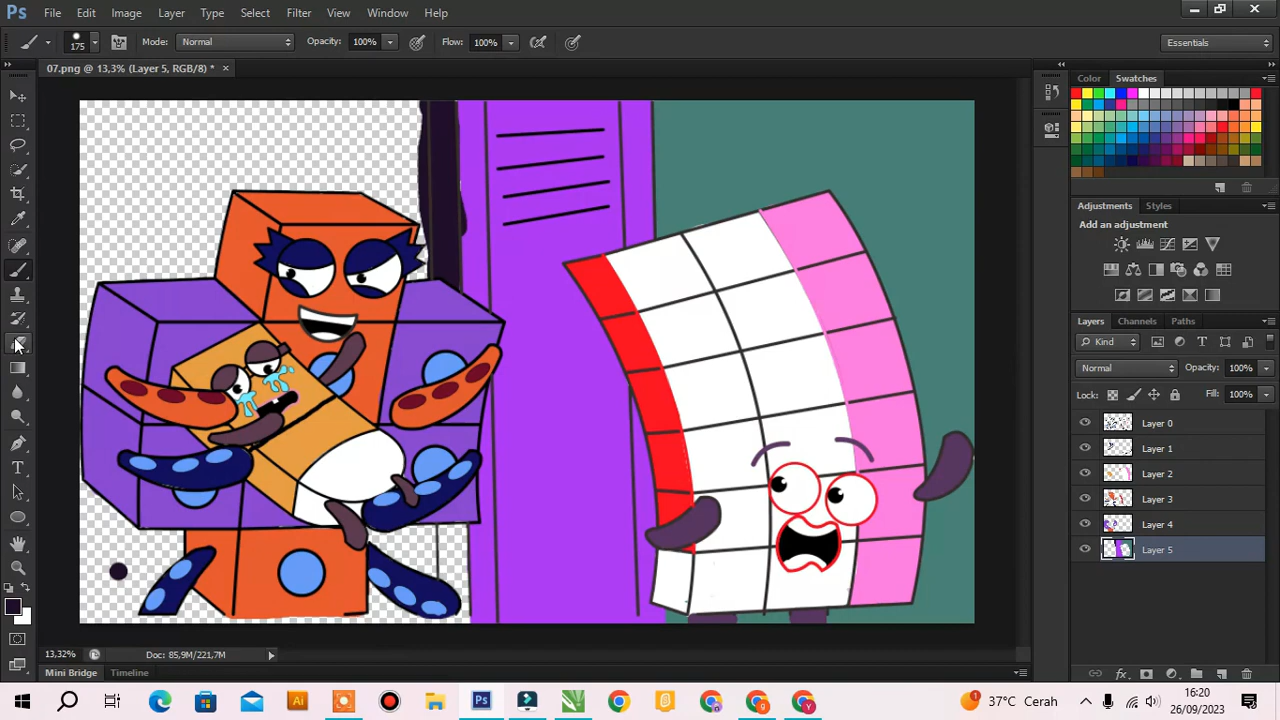 Ps File Edit Image Layer Type Select Filter View Window Help
175 Mode: Normal Opacity: 100% Flow: 100% Essentials
07.png @ 13,3% (Layer 5, RGB/8) * ×
Color Swatches
Adjustments Styles
Add an adjustment
Layers Channels Paths
Kind
Normal Opacity: 100%
Lock: Fill: 100%
Layer 0
Layer 1
Layer 2
Layer 3
Layer 4
Layer 5
13,32% Doc: 85,9M/221,7M
Mini Bridge Timeline
Ai Ps 1 37°C Cerah 16:20
26/09/2023